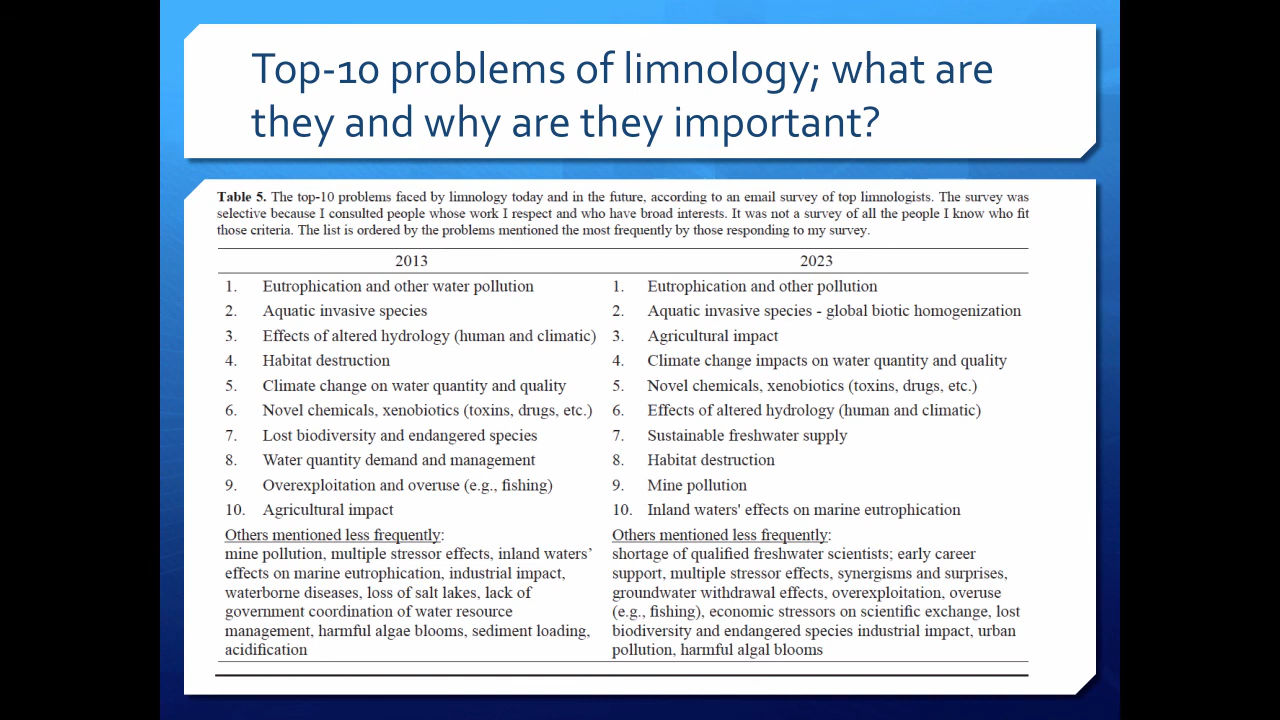 Top-10 problems of limnology; what are
they and why are they important?
Table 5. The top-10 problems faced by limnology today and in the future, according to an email survey of top limnologists. The survey was
selective because I consulted people whose work I respect and who have broad interests. It was not a survey of all the people I know who fit
those criteria. The list is ordered by the problems mentioned the most frequently by those responding to my survey.
2013
1. Eutrophication and other water pollution
2. Aquatic invasive species
3. Effects of altered hydrology (human and climatic)
4. Habitat destruction
5. Climate change on water quantity and quality
6. Novel chemicals, xenobiotics (toxins, drugs, etc.)
7. Lost biodiversity and endangered species
8. Water quantity demand and management
9. Overexploitation and overuse (e.g., fishing)
10. Agricultural impact
Others mentioned less frequently:
mine pollution, multiple stressor effects, inland waters’
effects on marine eutrophication, industrial impact,
waterborne diseases, loss of salt lakes, lack of
government coordination of water resource
management, harmful algae blooms, sediment loading,
acidification
2023
1. Eutrophication and other pollution
2. Aquatic invasive species - global biotic homogenization
3. Agricultural impact
4. Climate change impacts on water quantity and quality
5. Novel chemicals, xenobiotics (toxins, drugs, etc.)
6. Effects of altered hydrology (human and climatic)
7. Sustainable freshwater supply
8. Habitat destruction
9. Mine pollution
10. Inland waters' effects on marine eutrophication
Others mentioned less frequently:
shortage of qualified freshwater scientists; early career
support, multiple stressor effects, synergisms and surprises,
groundwater withdrawal effects, overexploitation, overuse
(e.g., fishing), economic stressors on scientific exchange, lost
biodiversity and endangered species industrial impact, urban
pollution, harmful algal blooms